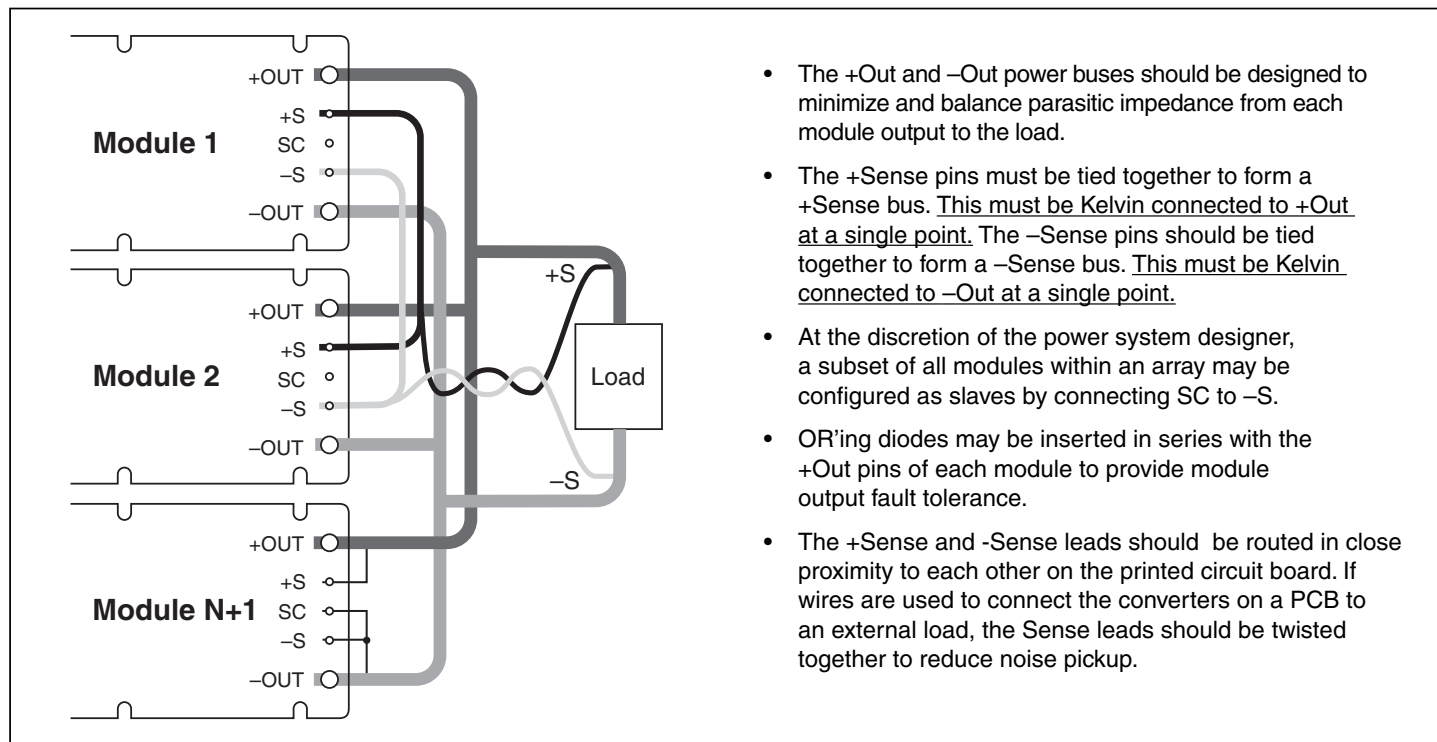 +OUT
+S
Module 1
SC
–S
–OUT
+OUT
+S
Module 2
SC
–S
–OUT
+OUT
+S
Module N+1
SC
–S
–OUT
+S
Load
–S
• The +Out and –Out power buses should be designed to
minimize and balance parasitic impedance from each
module output to the load.
• The +Sense pins must be tied together to form a
+Sense bus. This must be Kelvin connected to +Out
at a single point. The –Sense pins should be tied
together to form a –Sense bus. This must be Kelvin
connected to –Out at a single point.
• At the discretion of the power system designer,
a subset of all modules within an array may be
configured as slaves by connecting SC to –S.
• OR'ing diodes may be inserted in series with the
+Out pins of each module to provide module
output fault tolerance.
• The +Sense and -Sense leads should be routed in close
proximity to each other on the printed circuit board. If
wires are used to connect the converters on a PCB to
an external load, the Sense leads should be twisted
together to reduce noise pickup.